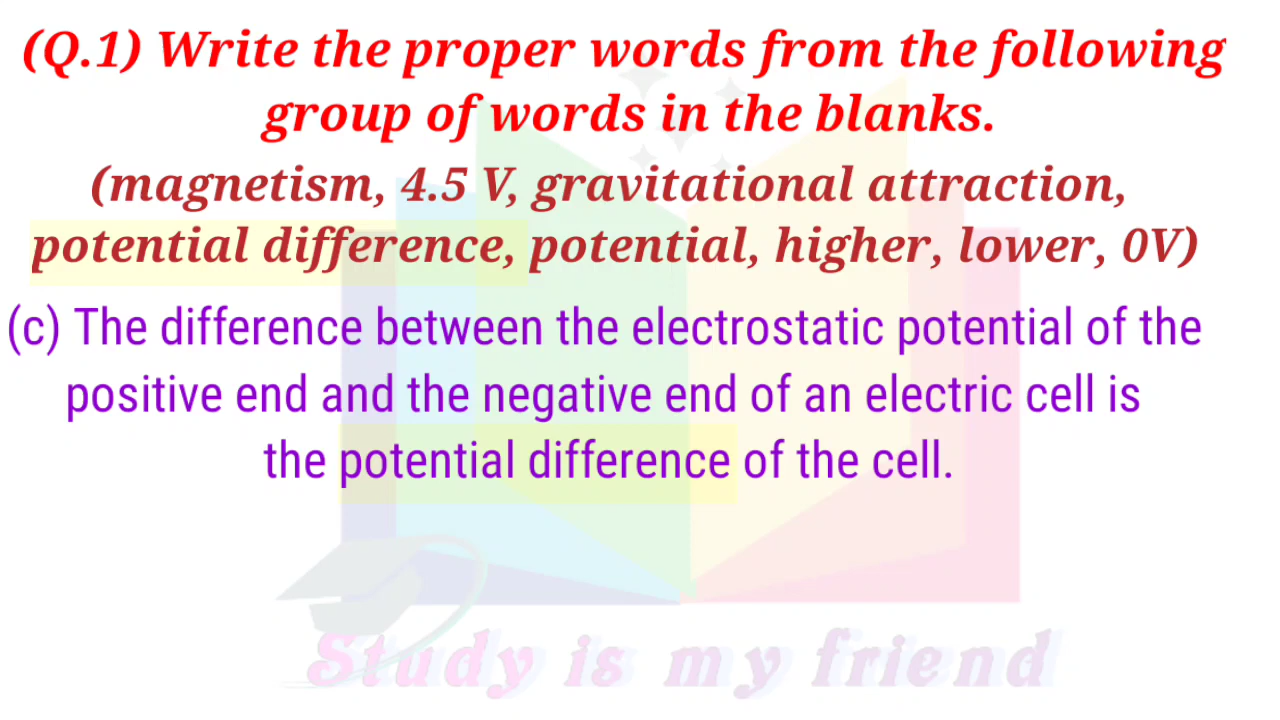 (Q.1) Write the proper words from the following
group of words in the blanks.
(magnetism, 4.5 V, gravitational attraction,
potential difference, potential, higher, lower, 0V)
(c) The difference between the electrostatic potential of the
positive end and the negative end of an electric cell is
the potential difference of the cell.
Study is my friend